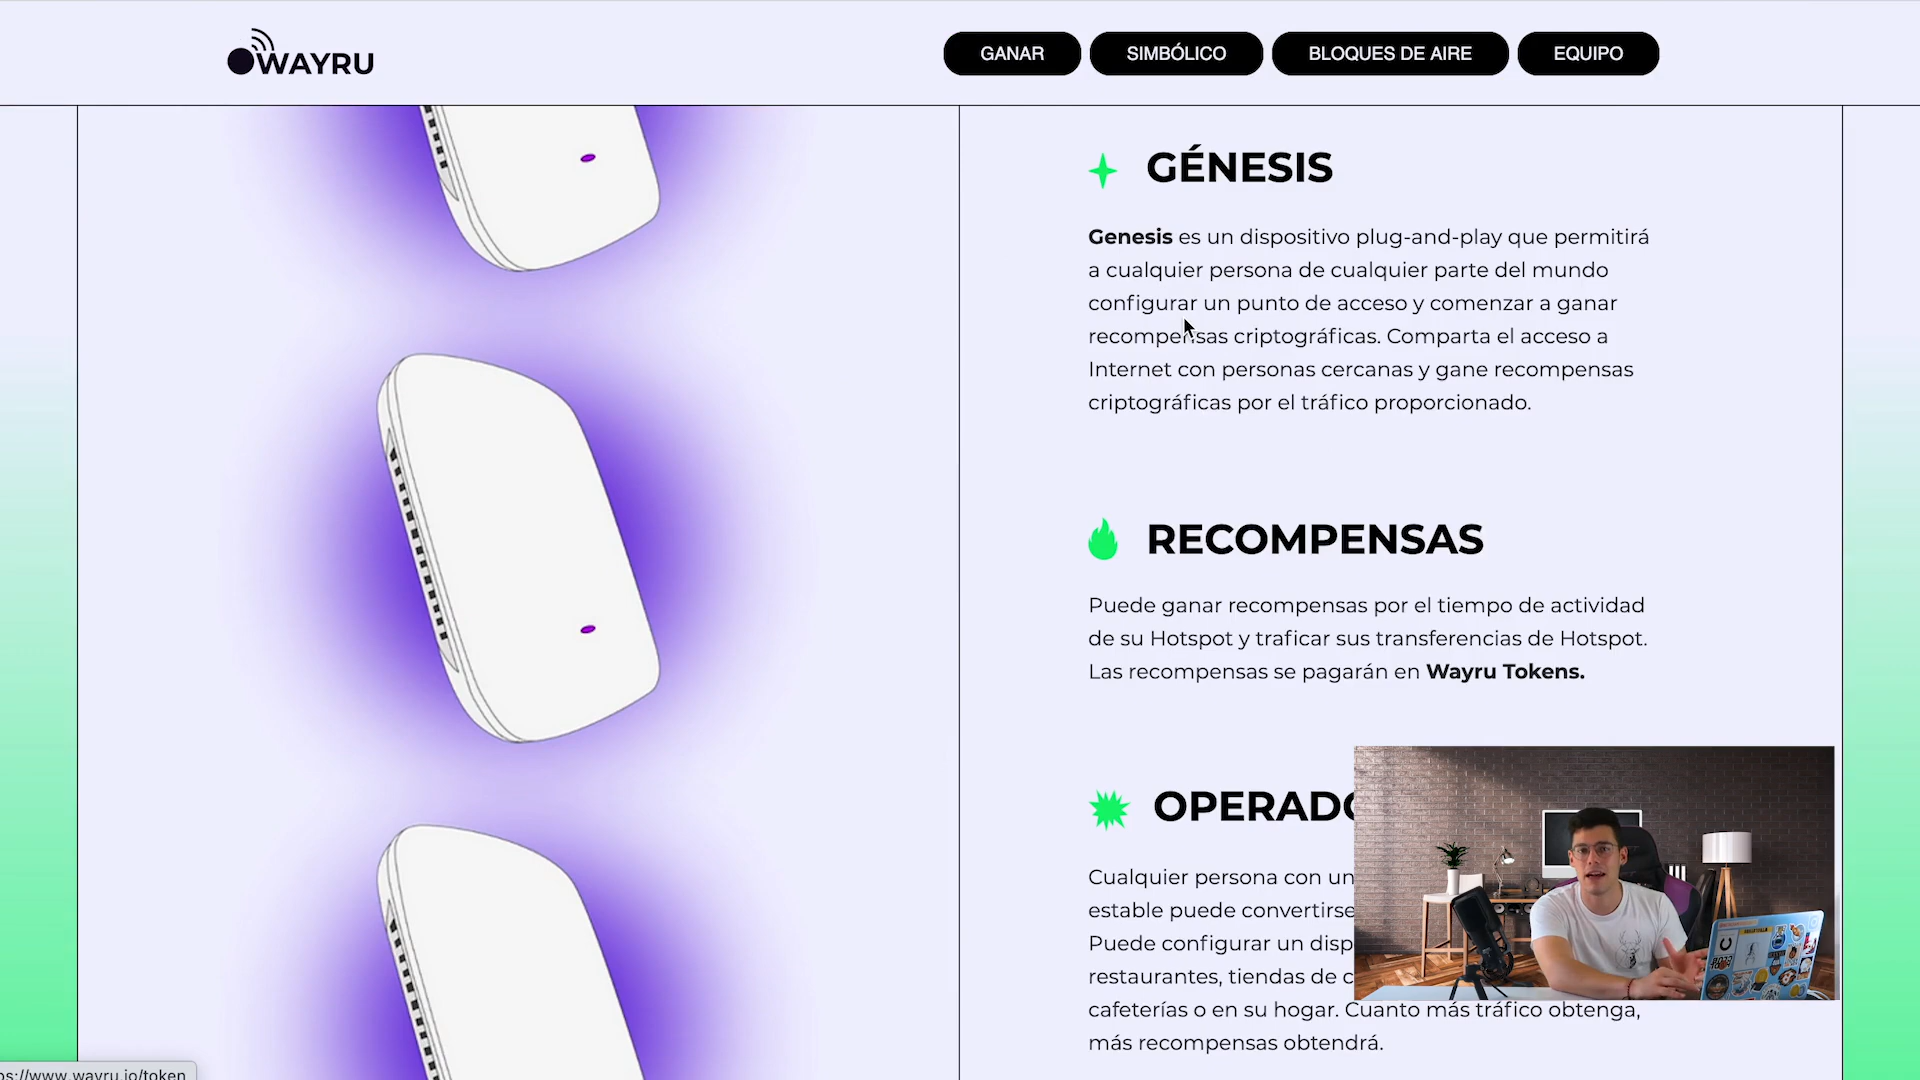 WAYRU
GANAR
SIMBÓLICO
BLOQUES DE AIRE
EQUIPO
GÉNESIS
Genesis es un dispositivo plug-and-play que permitirá
a cualquier persona de cualquier parte del mundo
configurar un punto de acceso y comenzar a ganar
recompensas criptográficas. Comparta el acceso a
Internet con personas cercanas y gane recompensas
criptográficas por el tráfico proporcionado.
RECOMPENSAS
Puede ganar recompensas por el tiempo de actividad
de su Hotspot y traficar sus transferencias de Hotspot.
Las recompensas se pagarán en Wayru Tokens.
OPERADO
Cualquier persona con un
estable puede convertirse
Puede configurar un disp
restaurantes, tiendas de c
cafeterías o en su hogar. Cuanto más tráfico obtenga,
más recompensas obtendrá.
ps://www.wayru.io/token